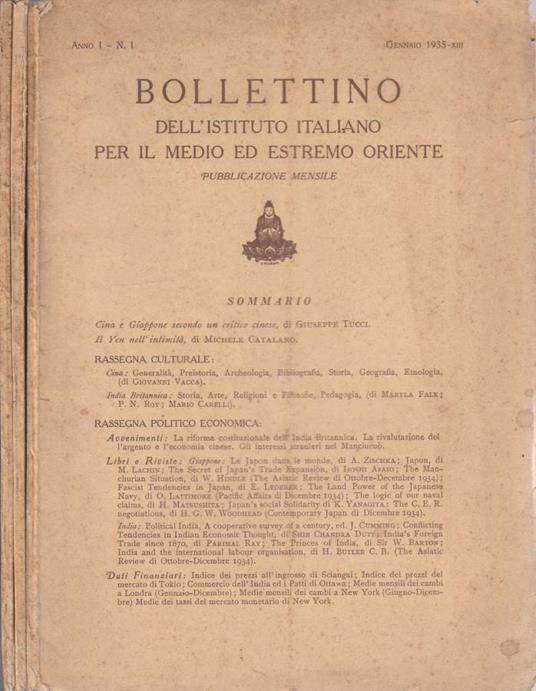 Anno I - N. 1 Gennaio 1935-XIII
BOLLETTINO
DELL'ISTITUTO ITALIANO
PER IL MEDIO ED ESTREMO ORIENTE
PUBBLICAZIONE MENSILE
SOMMARIO
Cina e Giappone secondo un critico cinese, di Giuseppe Tucci.
Il Yen nell'intimità, di Michele Catalano.
RASSEGNA CULTURALE:
Cina: Generalità, Preistoria, Archeologia, Bibliografia, Storia, Geografia, Etnologia,
(di Giovanni Vacca).
India Britannica: Storia, Arte, Religioni e Filosofie, Pedagogia, (di Maryla Falk;
P. N. Roy; Mario Carelli).
RASSEGNA POLITICO ECONOMICA:
Avvenimenti: La riforma costituzionale dell'India Britannica. La rivalutazione del
l'argento e l'economia cinese. Gli interessi stranieri nel Manciucuò.
Libri e Riviste: Giappone: Le Japon dans le monde, di A. Zischka; Japon, di
M. Lachin; The Secret of Japan's Trade Expansion, di Isoshi Asahi; The Man-
churian Situation, di W. Hindle (The Asiatic Review di Ottobre-Dicembre 1934);
Fascist Tendencies in Japan, di E. Lederer; The Land Power of the Japanese
Navy, di O. Lattimore (Pacific Affairs di Dicembre 1934); The logic of our naval
claims, di H. Matsushita; Japan's social Solidarity di K. Yanagita; The C. E. R.
negotiations, di H. G. W. Woodhead (Contemporary Japan di Dicembre 1934).
India: Political India, A cooperative survey of a century, ed. J. Cumming; Conflicting
Tendencies in Indian Economic Thought, di Shib Chandra Dutt; India's Foreign
Trade since 1870, di Parimal Ray; The Princes of India, di Sir W. Barton;
India and the international labour organisation, di H. Butler C. B. (The Asiatic
Review di Ottobre-Dicembre 1934).
Dati Finanziari: Indice dei prezzi all'ingrosso di Sciangai; Indice dei prezzi del
mercato di Tokio; Commercio dell'India ed i Patti di Ottawa; Medie mensili dei cambi
a Londra (Gennaio-Dicembre); Medie mensili dei cambi a New York (Giugno-Dicem-
bre) Medie dei tassi del mercato monetario di New York.